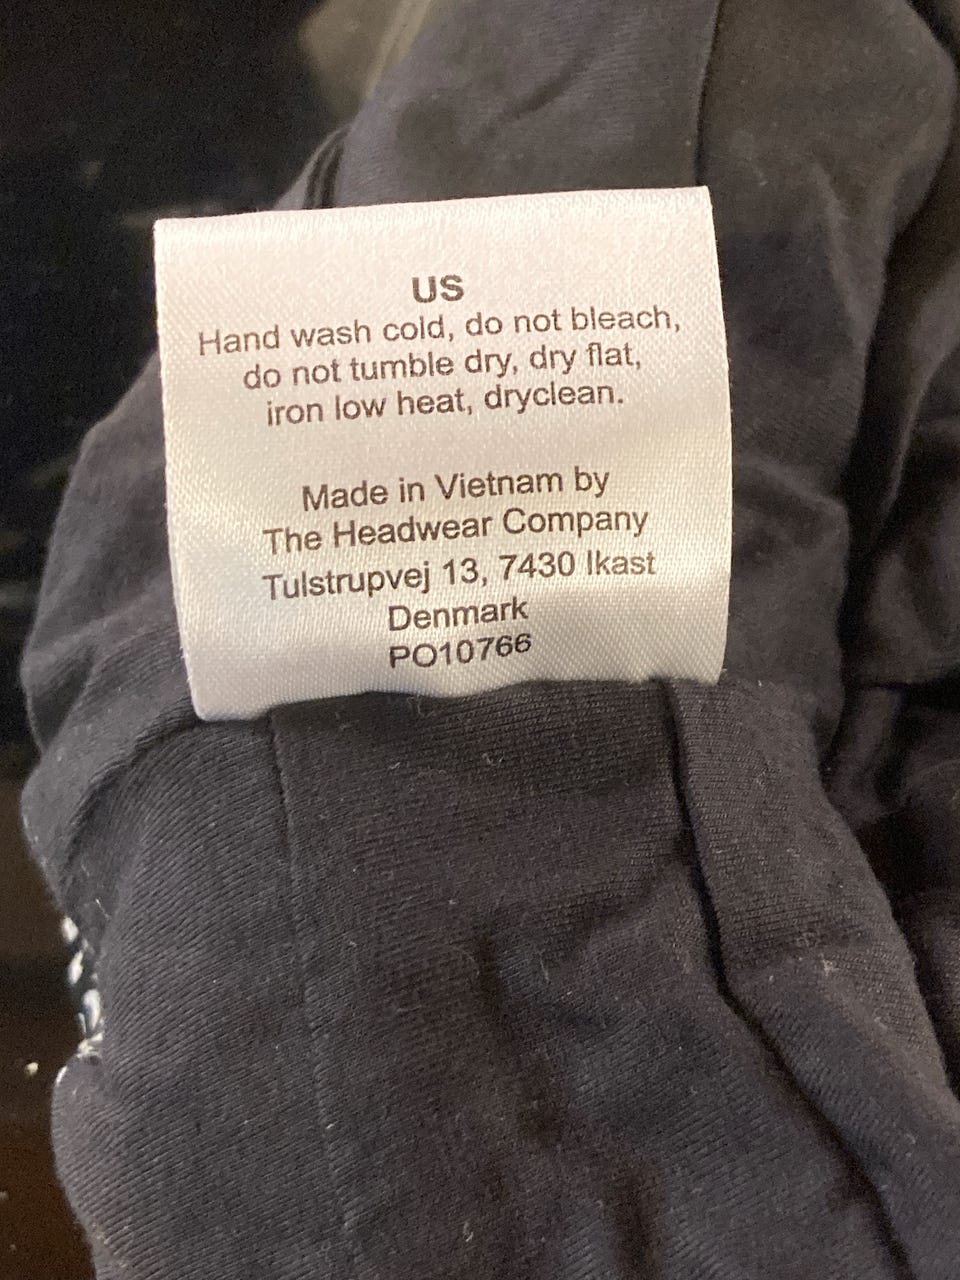 US
Hand wash cold, do not bleach,
do not tumble dry, dry flat,
iron low heat, dryclean.
Made in Vietnam by
The Headwear Company
Tulstrupvej 13, 7430 Ikast
Denmark
PO10766